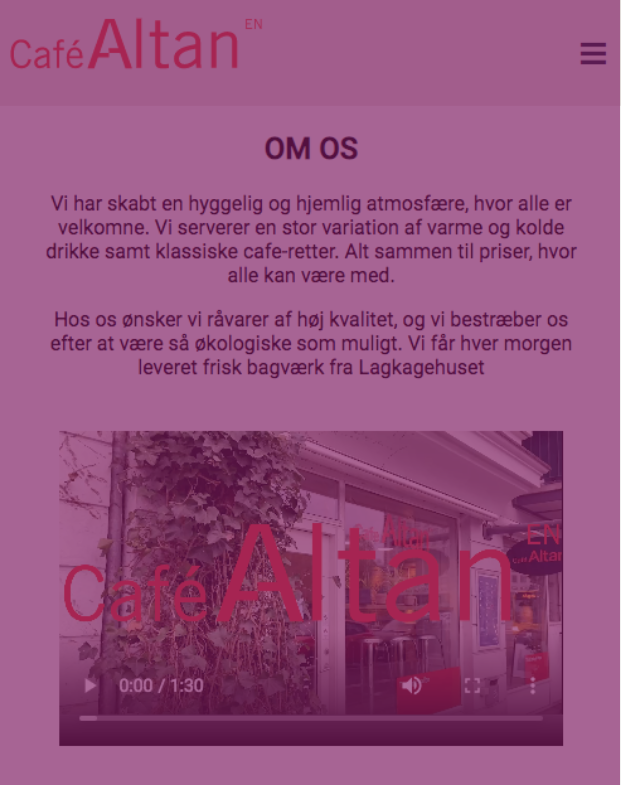 Café Altan EN
OM OS
Vi har skabt en hyggelig og hjemlig atmosfære, hvor alle er
velkomne. Vi serverer en stor variation af varme og kolde
drikke samt klassiske cafe-retter. Alt sammen til priser, hvor
alle kan være med.
Hos os ønsker vi råvarer af høj kvalitet, og vi bestræber os
efter at være så økologiske som muligt. Vi får hver morgen
leveret frisk bagværk fra Lagkagehuset
Café Altan
Café Altan EN
Altan
0:00 / 1:30